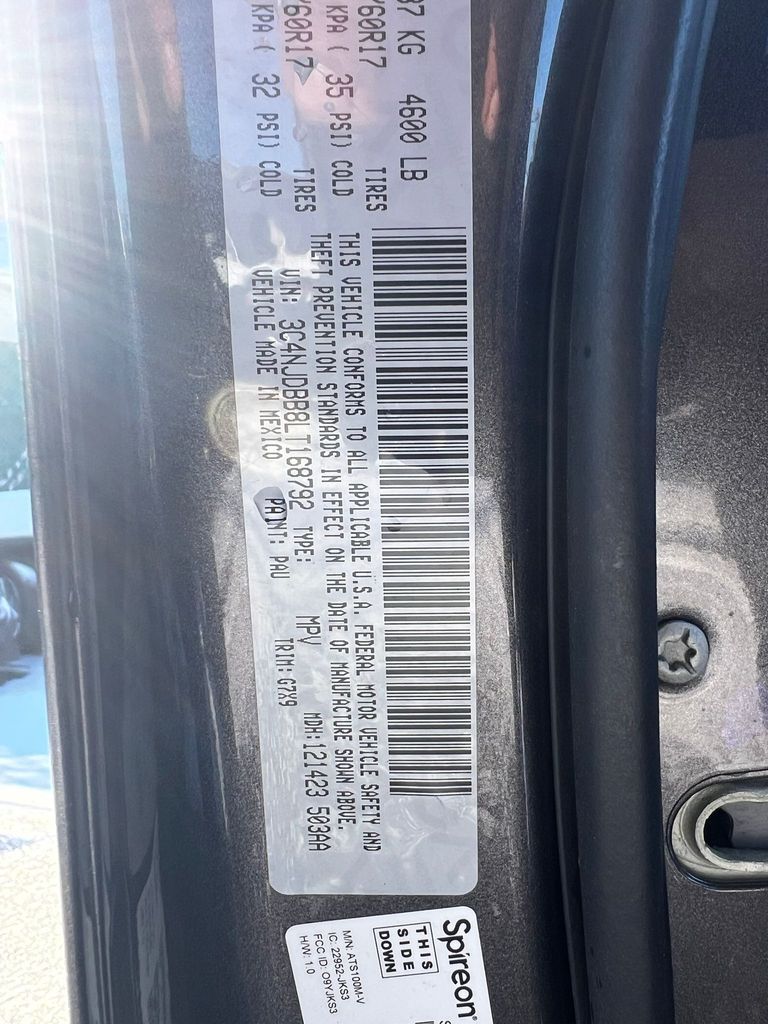 87 KG 4600 LB
/60R17 TIRES
KPA ( 35 PSI) COLD
/60R17 TIRES
KPA ( 32 PSI) COLD
THIS VEHICLE CONFORMS TO ALL APPLICABLE U.S.A. FEDERAL MOTOR VEHICLE SAFETY AND
THEFT PREVENTION STANDARDS IN EFFECT ON THE DATE OF MANUFACTURE SHOWN ABOVE.
VIN: 3C4NJDBB8LT168792 TYPE: MPV MDH:121423 503AA
VEHICLE MADE IN MEXICO PAINT: PAU TRIM: G7X9
Spireon
THIS
SIDE
DOWN
M/N: ATS100M-V
IC: 22952-JKS3
FCC ID: O9YJKS3
H/W: 1.0